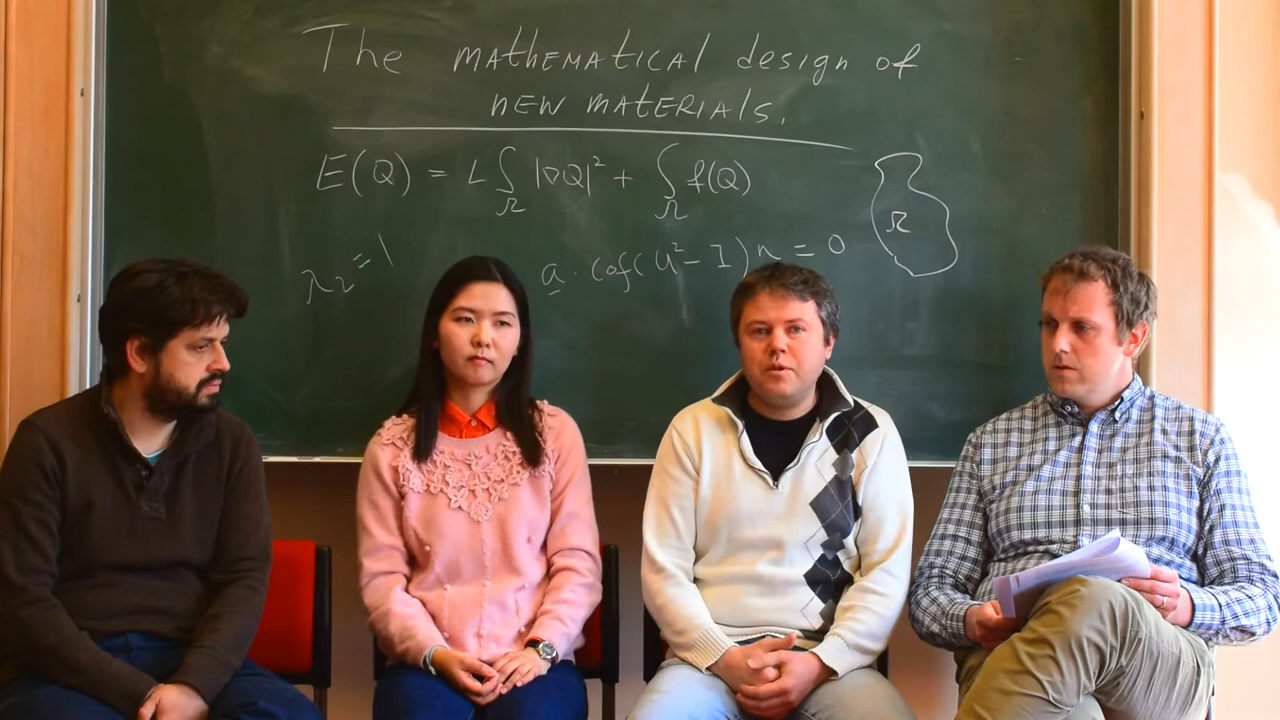 The mathematical design of
new materials.
E(Q) = L∫_Ω |∇Q|² + ∫_Ω f(Q)
Ω
λ₂ = 1
a · Cof(U² - I)n = 0